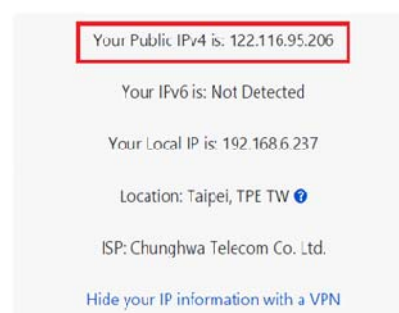 Your Public IPv4 is: 122.116.95.206
Your IPv6 is: Not Detected
Your Local IP is: 192.168.6.237
Location: Taipei, TPE TW ?
ISP: Chunghwa Telecom Co. Ltd.
Hide your IP information with a VPN